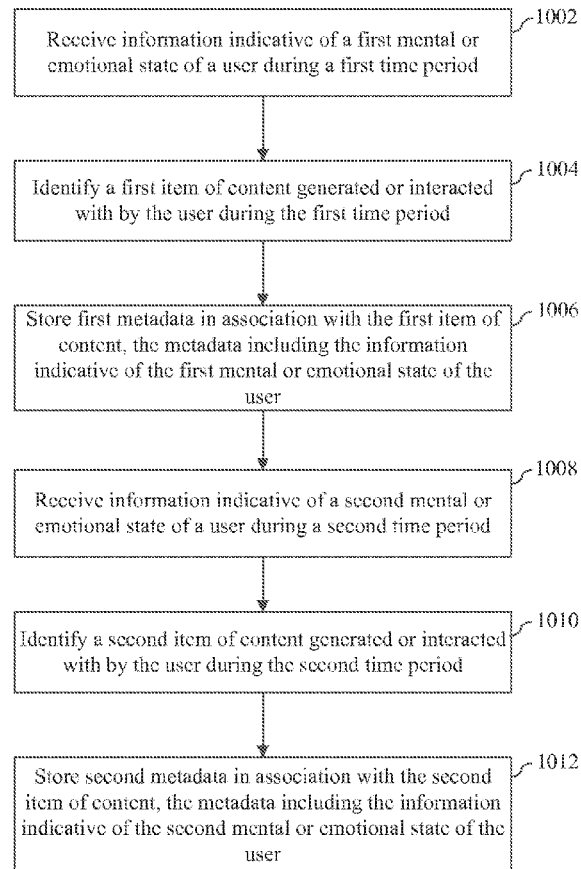 1002
Receive information indicative of a first mental or
emotional state of a user during a first time period
1004
Identify a first item of content generated or interacted
with by the user during the first time period
1006
Store first metadata in association with the first item of
content, the metadata including the information
indicative of the first mental or emotional state of the
user
1008
Receive information indicative of a second mental or
emotional state of a user during a second time period
1010
Identify a second item of content generated or interacted
with by the user during the second time period
1012
Store second metadata in association with the second
item of content, the metadata including the information
indicative of the second mental or emotional state of the
user